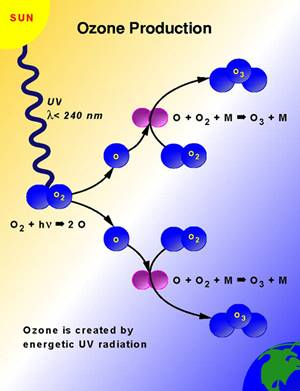 SUN
Ozone Production
UV
λ< 240 nm
O₃
O + O₂ + M ➡ O₃ + M
O
O₂
O₂
O₂ + hν ➡ 2 O
O
O₂
O + O₂ + M ➡ O₃ + M
O₃
Ozone is created by
energetic UV radiation